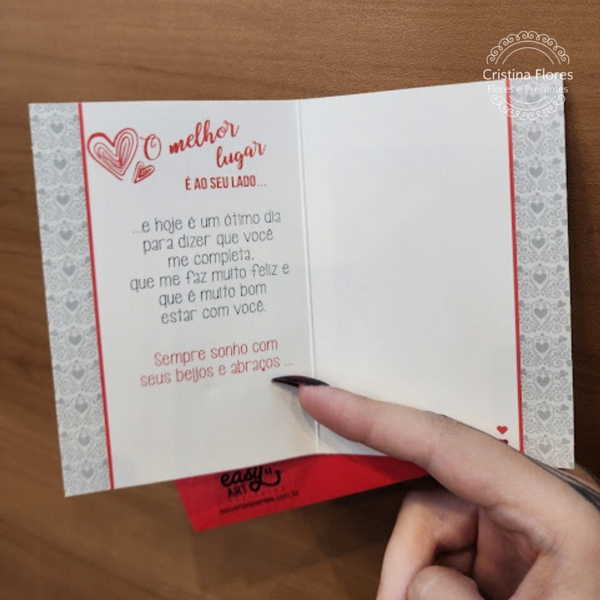 Cristina Flores
Flores e Presentes
O melhor
lugar
É AO SEU LADO...
...e hoje é um ótimo dia
para dizer que você
me completa,
que me faz muito feliz e
que é muito bom
estar com você.
Sempre sonho com
seus beijos e abraços ...
easy
ART